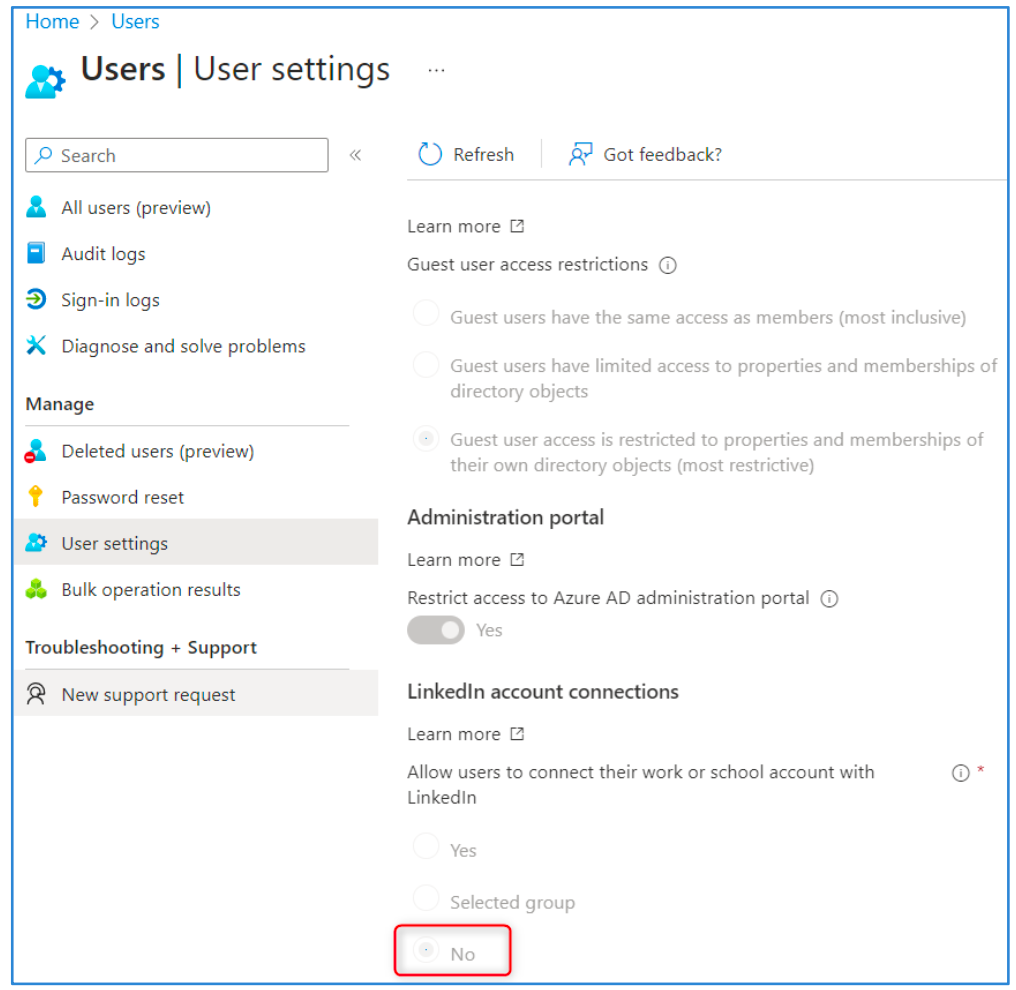 Home > Users
Users | User settings ...
Search «
All users (preview)
Audit logs
Sign-in logs
Diagnose and solve problems
Manage
Deleted users (preview)
Password reset
User settings
Bulk operation results
Troubleshooting + Support
New support request
Refresh
Got feedback?
Learn more
Guest user access restrictions
Guest users have the same access as members (most inclusive)
Guest users have limited access to properties and memberships of
directory objects
Guest user access is restricted to properties and memberships of
their own directory objects (most restrictive)
Administration portal
Learn more
Restrict access to Azure AD administration portal
Yes
LinkedIn account connections
Learn more
Allow users to connect their work or school account with
LinkedIn
*
Yes
Selected group
No